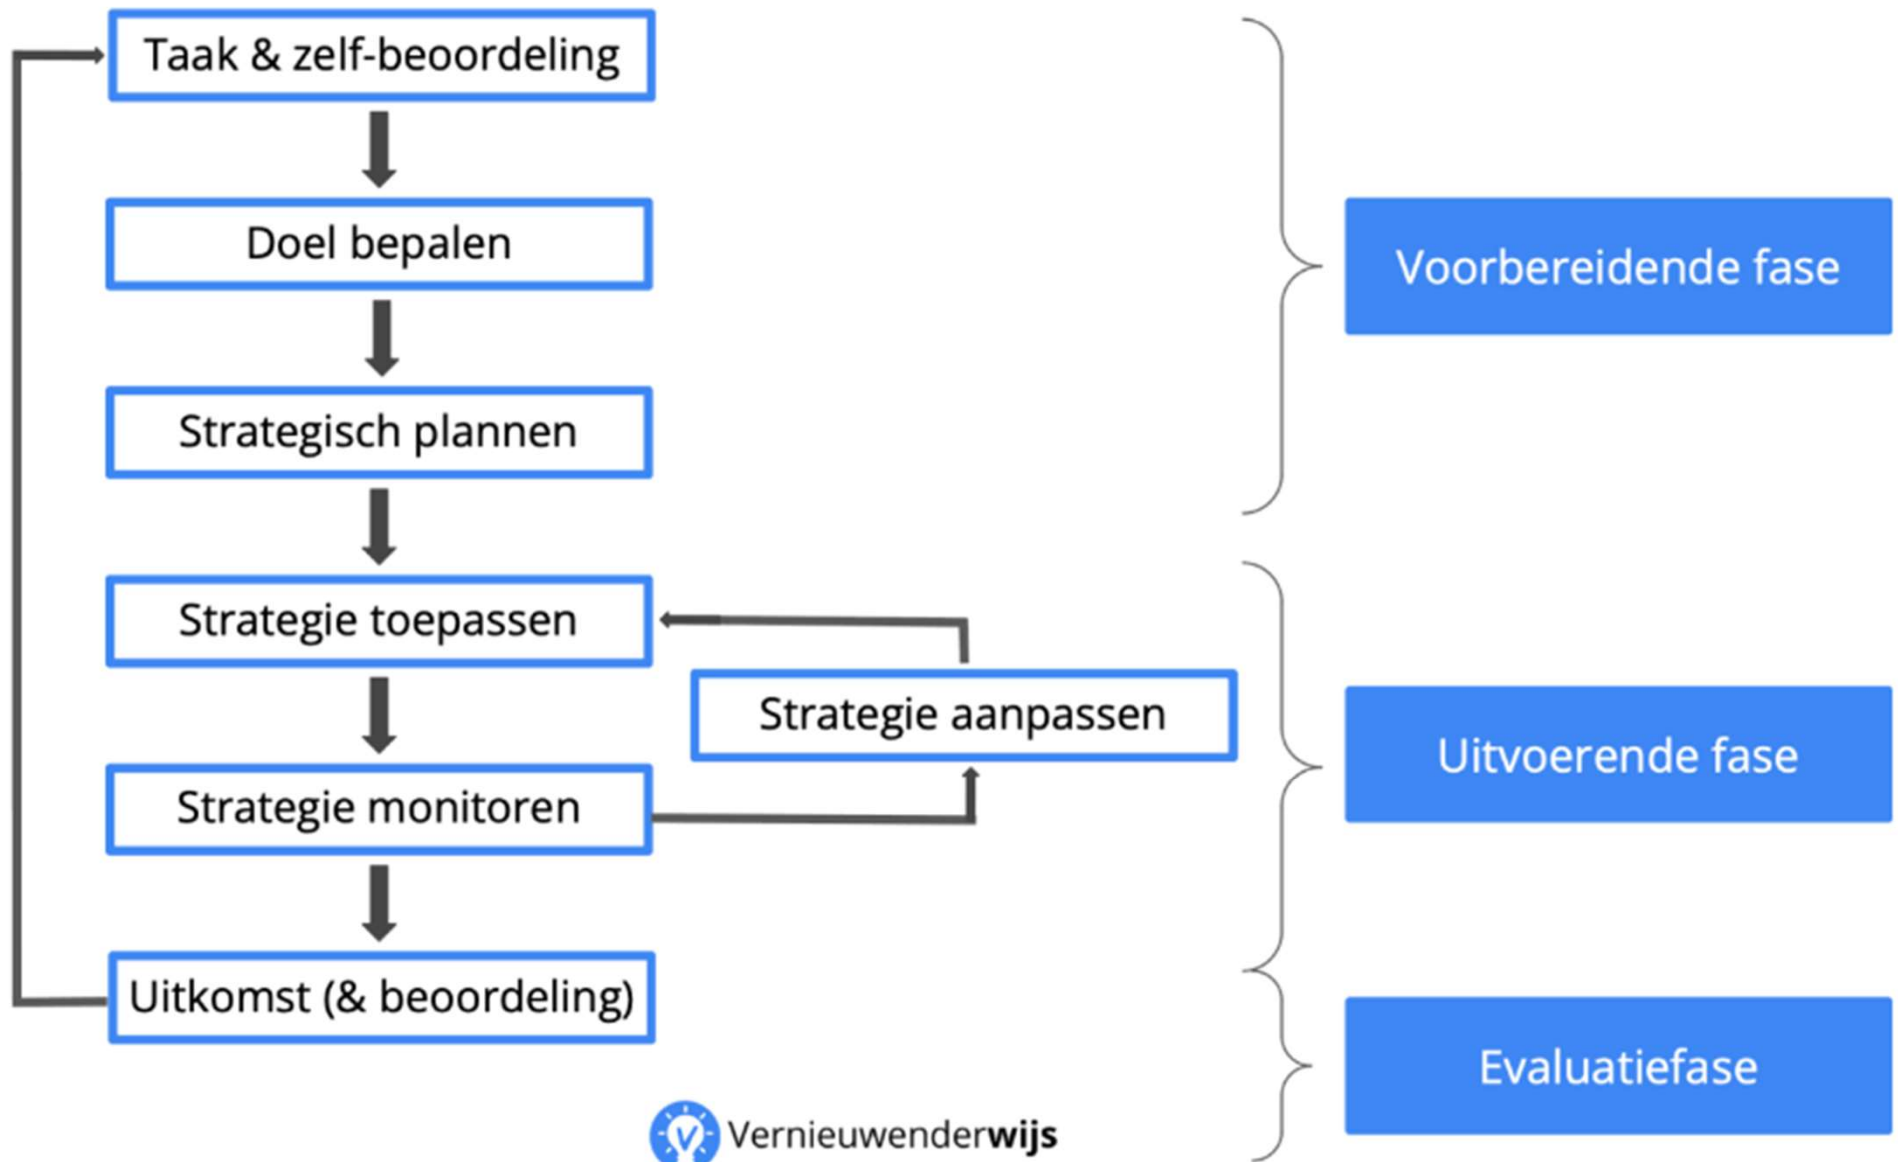 Taak & zelf-beoordeling
Doel bepalen
Strategisch plannen
Voorbereidende fase
Strategie toepassen
Strategie aanpassen
Strategie monitoren
Uitvoerende fase
Uitkomst (& beoordeling)
Evaluatiefase
Vernieuwenderwijs